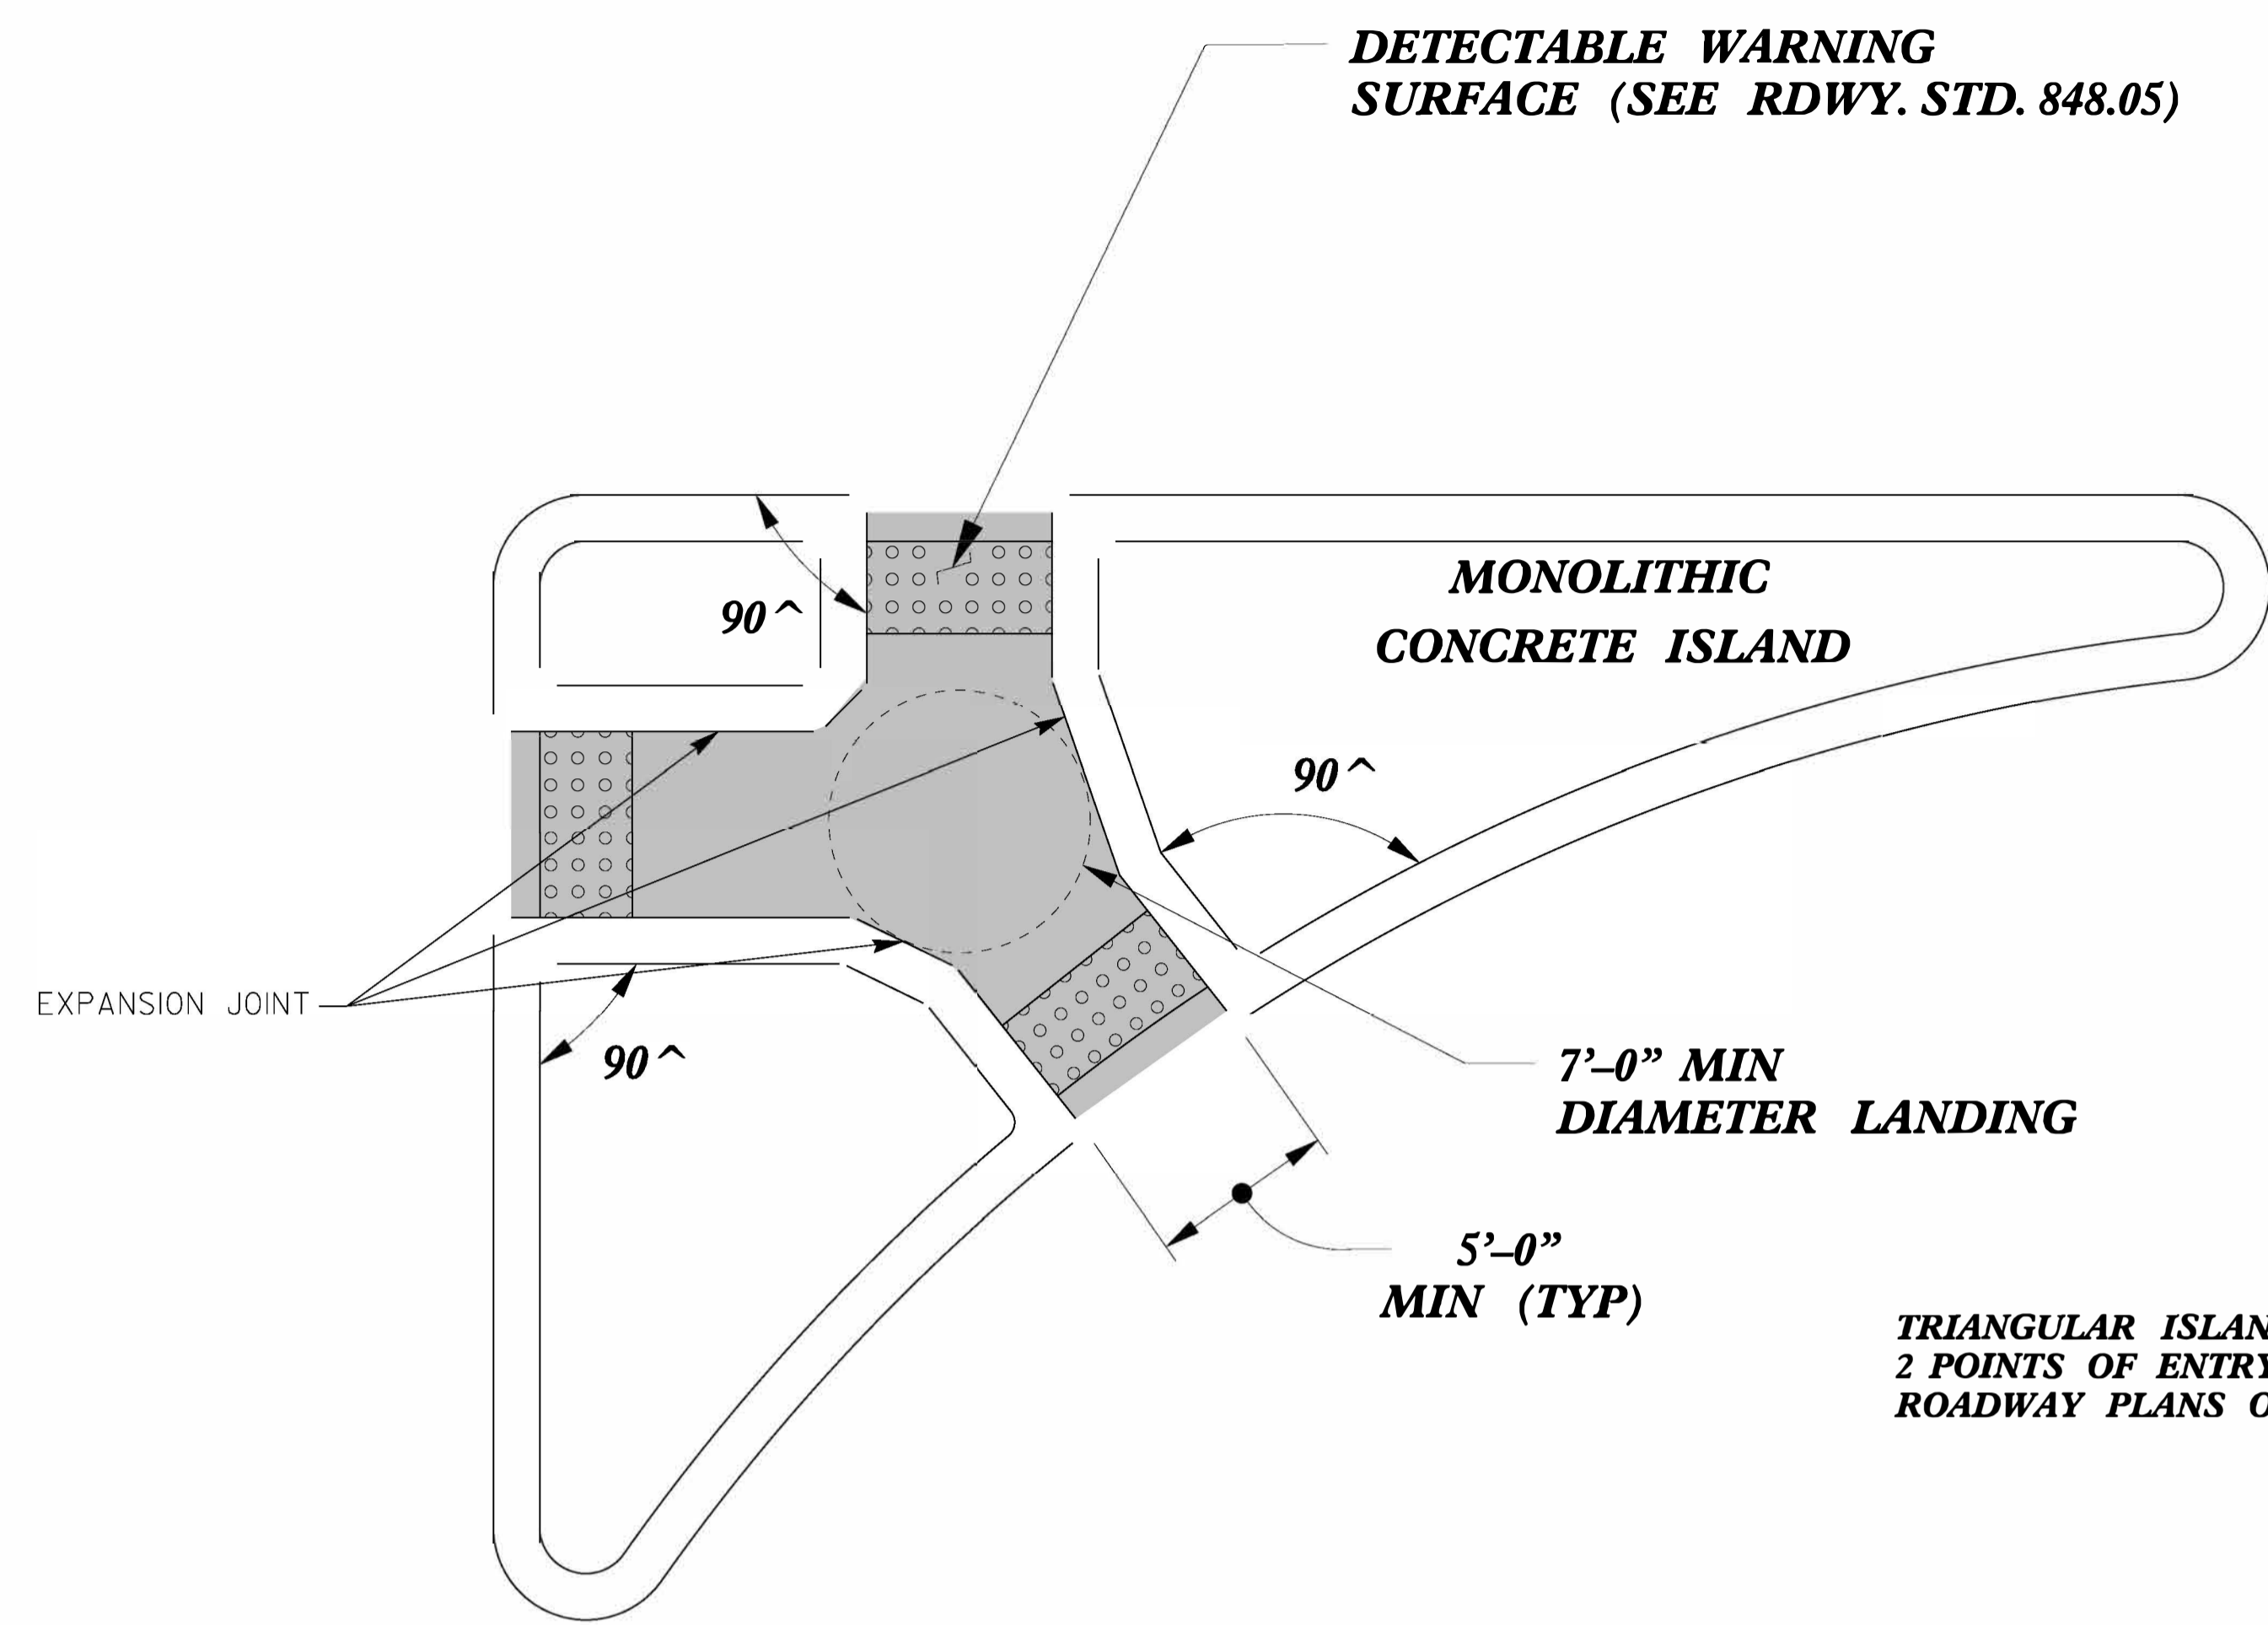 DETECTABLE WARNING
SURFACE (SEE RDWY. STD. 848.05)
MONOLITHIC
CONCRETE ISLAND
90^
90^
EXPANSION JOINT
90^
7’–0” MIN
DIAMETER LANDING
5’–0”
MIN (TYP)
TRIANGULAR
2 POINTS OF ENTRY
ROADWAY PLANS